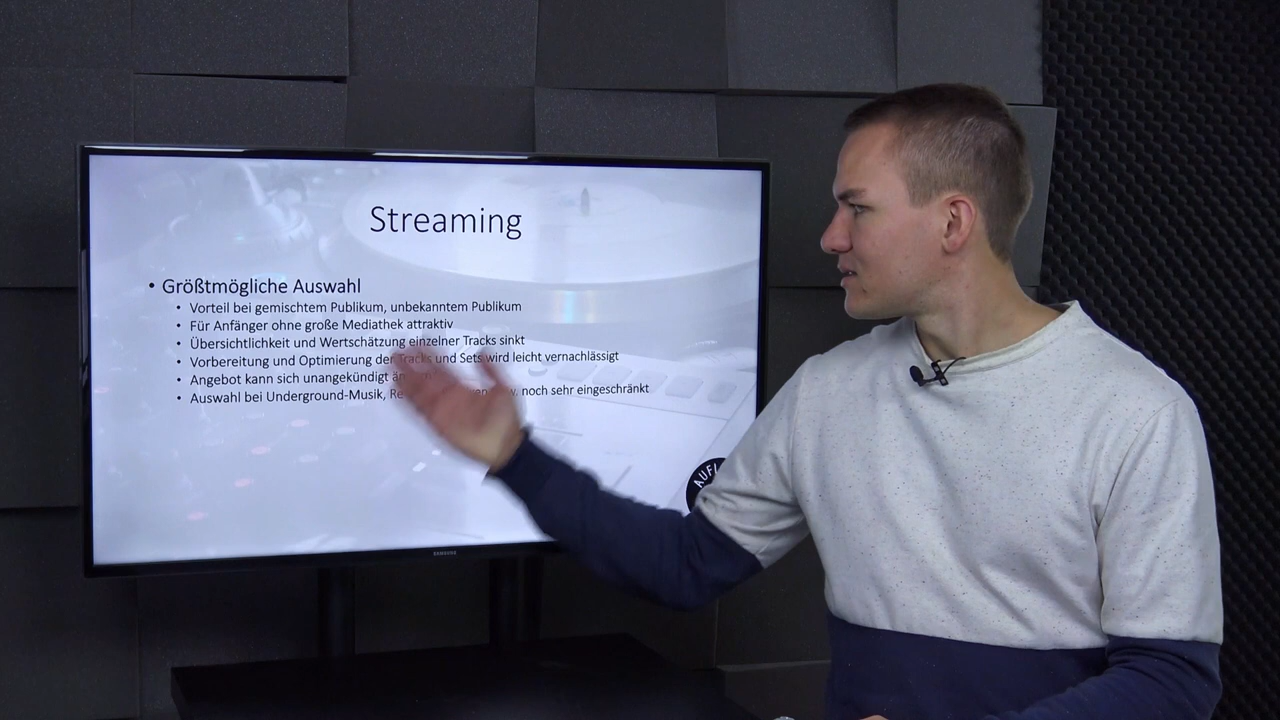 Streaming
• Größtmögliche Auswahl
• Vorteil bei gemischtem Publikum, unbekanntem Publikum
• Für Anfänger ohne große Mediathek attraktiv
• Übersichtlichkeit und Wertschätzung einzelner Tracks sinkt
• Vorbereitung und Optimierung der Tracks und Sets wird leicht vernachlässigt
• Angebot kann sich unangekündigt
• Auswahl bei Underground-Musik, noch sehr eingeschränkt
SAMSUNG